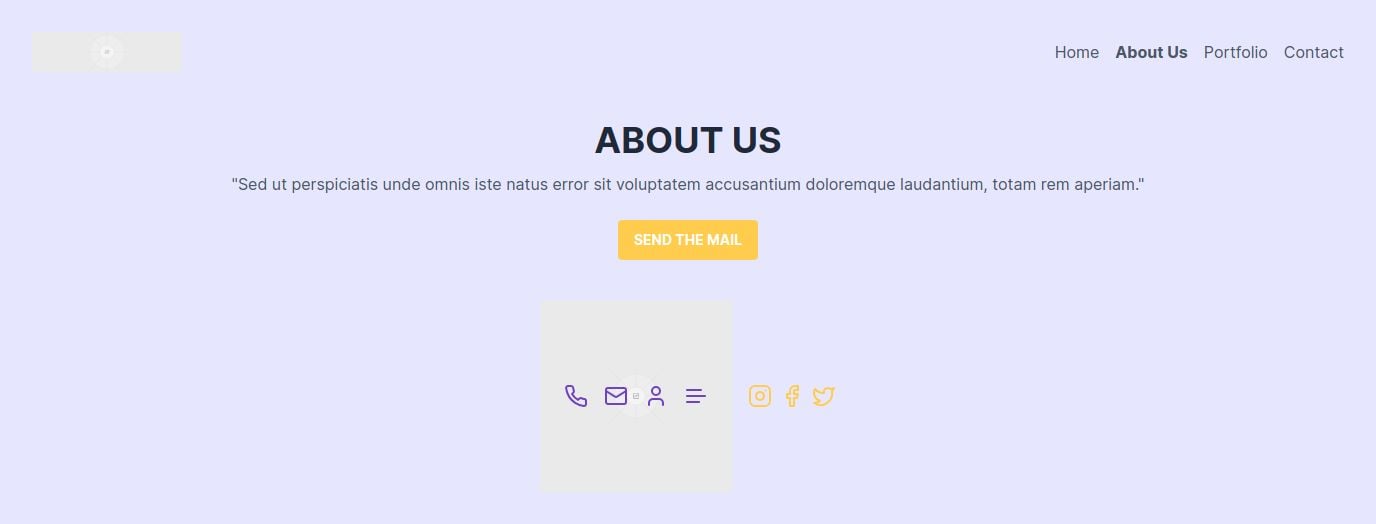 Home About Us Portfolio Contact
ABOUT US
"Sed ut perspiciatis unde omnis iste natus error sit voluptatem accusantium doloremque laudantium, totam rem aperiam."
SEND THE MAIL